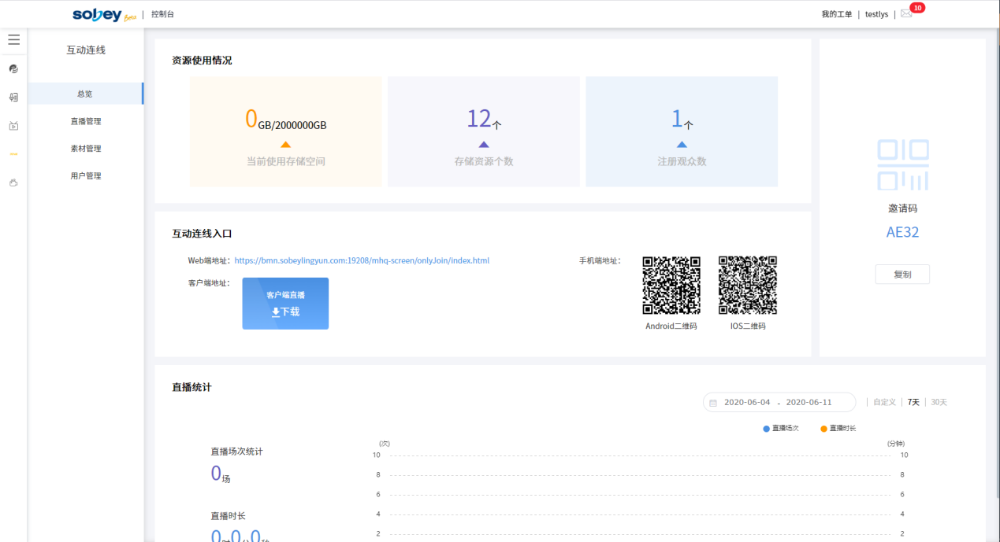 sobey Beta | 控制台
我的工单 | testlys | 10
互动连线
总览
直播管理
素材管理
用户管理
资源使用情况
0GB/2000000GB
当前使用存储空间
12个
存储资源个数
1个
注册观众数
邀请码
AE32
复制
互动连线入口
Web端地址: https://bmn.sobeylingyun.com:19208/mhq-screen/onlyJoin/index.html
客户端地址:
客户端直播
下载
手机端地址:
Android二维码
IOS二维码
直播统计
2020-06-04 - 2020-06-11
| 自定义 | 7天 | 30天
直播场次
直播时长
直播场次统计
0场
直播时长
0时0分0秒
(次)
(分钟)
10
10
8
8
6
6
4
4
2
2